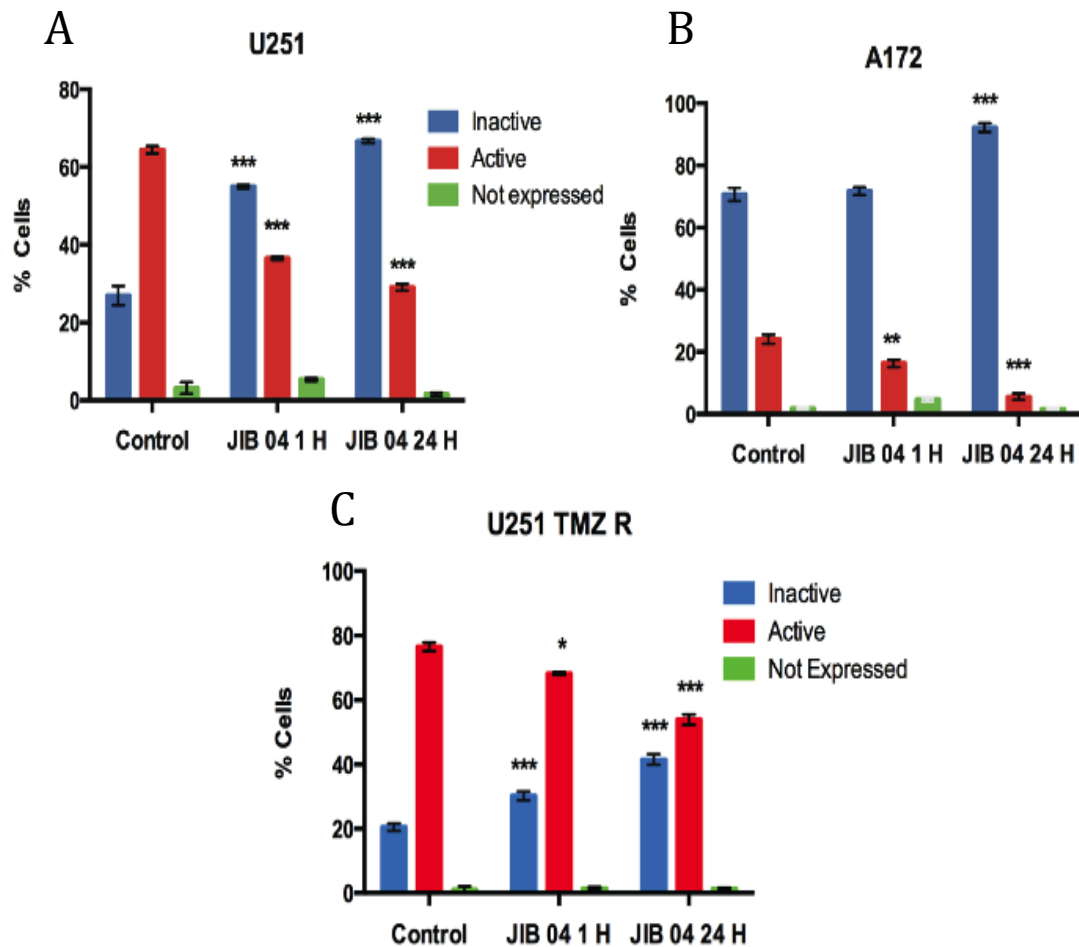 A
U251
80
60
40
20
0
% Cells
***
***
***
***
Inactive
Active
Not expressed
Control
JIB 04 1 H
JIB 04 24 H
B
A172
100
80
60
40
20
0
% Cells
**
***
***
Control
JIB 04 1 H
JIB 04 24 H
C
U251 TMZ R
100
80
60
40
20
0
% Cells
***
*
***
***
Inactive
Active
Not Expressed
Control
JIB 04 1 H
JIB 04 24 H